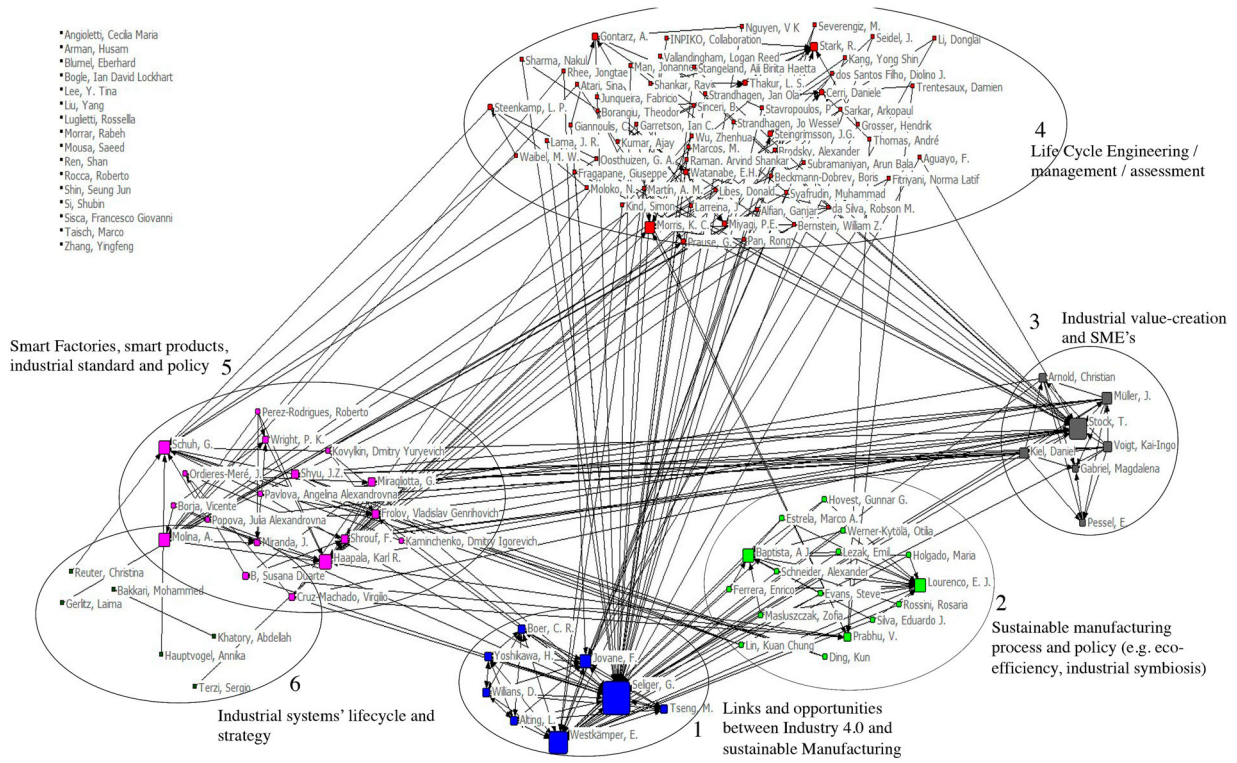 Angioletti, Cecilia Maria
Arman, Husam
Blumel, Eberhard
Bogle, Ian David Lockhart
Lee, Y. Tina
Liu, Yang
Luglietti, Rossella
Morrar, Rabeh
Mousa, Saeed
Ren, Shan
Rocca, Roberto
Shin, Seung Jun
Si, Shubin
Sisca, Francesco Giovanni
Taisch, Marco
Zhang, Yingfeng
Nguyen, V K
Severengiz, M.
Gontarz, A.
INPIKO, Collaboration
Stark, R.
Seidel, J.
Li, Donglai
Sharma, Nakul
Vallandingham, Logan Reed
Kang, Yong Shin
Rhee, Jongtae
Man, Johannes
Stangeland, Ali Birita Haetta
dos Santos Filho, Diolino J.
Atari, Sina
Shankar, Ravi
Thakur, L. S.
Trentesaux, Damien
Junqueira, Fabricio
Strandhagen, Jan Ola
Cerri, Daniele
Steenkamp, L. P.
Borangiu, Theodor
Sinceri, B.
Stavropoulos, P
Sarkar, Arkopaul
Giannoulis, C.
Garretson, Ian C.
Strandhagen, Jo Wessel
Grosser, Hendrik
Lama, J. R.
Kumar, Ajay
Wu, Zhenhua
Steingrimsson, J.G.
Thomas, André
4
Life Cycle Engineering /
management / assessment
Waibel, M. W.
Oosthuizen, G. A.
Marcos, M.
Raman. Arvind Shankar
Brodsky, Alexander
Subramaniyan, Arun Bala
Aguayo, F.
Fragapane, Giuseppe
Watanabe, E.H.
Beckmann-Dobrev, Boris
Fitriyani, Norma Latif
Moloko, N.
Martín, A. M.
Libes, Donald
Syafrudin, Muhammad
Kind, Simon
Larreina, J
Alfian, Ganjar
da Silva, Robson M.
Morris, K. C.
Miyagi, P.E.
Bernstein, Wiliam Z.
Prause, G.
Pan, Rong
3
Industrial value-creation
and SME's
Arnold, Christian
Müller, J.
Stock, T.
Voigt, Kai-Ingo
Kiel, Daniel
Gabriel, Magdalena
Pessel, E
Smart Factories, smart products,
industrial standard and policy
5
Perez-Rodrigues, Roberto
Schuh, G.
Wright, P. K.
Kovylkin, Dmitry Yuryevich
Ordieres-Meré, J.
Shyu, J.Z.
Miragliotta, G.
Pavlova, Angelina Alexandrovna
Borja, Vicente
Popova, Julia Alexandrovna
Frolov, Vladislav Genrihovich
Molina, A.
Miranda, J.
Shrouf, F.
Kaminchenko, Dmitry Igorevich
Haapala, Karl R.
B, Susana Duarte
Cruz-Machado, Virgilio
Reuter, Christina
Bakkari, Mohammed
Gerlitz, Laima
Khatory, Abdellah
Hauptvogel, Annika
Terzi, Sergio
6
Industrial systems' lifecycle and
strategy
Hovest, Gunnar G.
Estrela, Marco A.
Werner-Kytölä, Otilia
Baptista, A J
Lezak, Emil
Holgado, Maria
Schneider, Alexander
Lourenco, E. J.
Ferrera, Enrico
Evans, Steve
Rossini, Rosaria
Masluszczak, Zofia
Silva, Eduardo J.
Prabhu, V.
Lin, Kuan Chung
Ding, Kun
2
Sustainable manufacturing
process and policy (e.g. eco-
efficiency, industrial symbiosis)
Boer, C. R.
Yoshikawa, H.
Jovane, F.
Wilians, D.
Seliger, G.
Tseng, M.
Alting, L.
Westkämper, E.
1
Links and opportunities
between Industry 4.0 and
sustainable Manufacturing